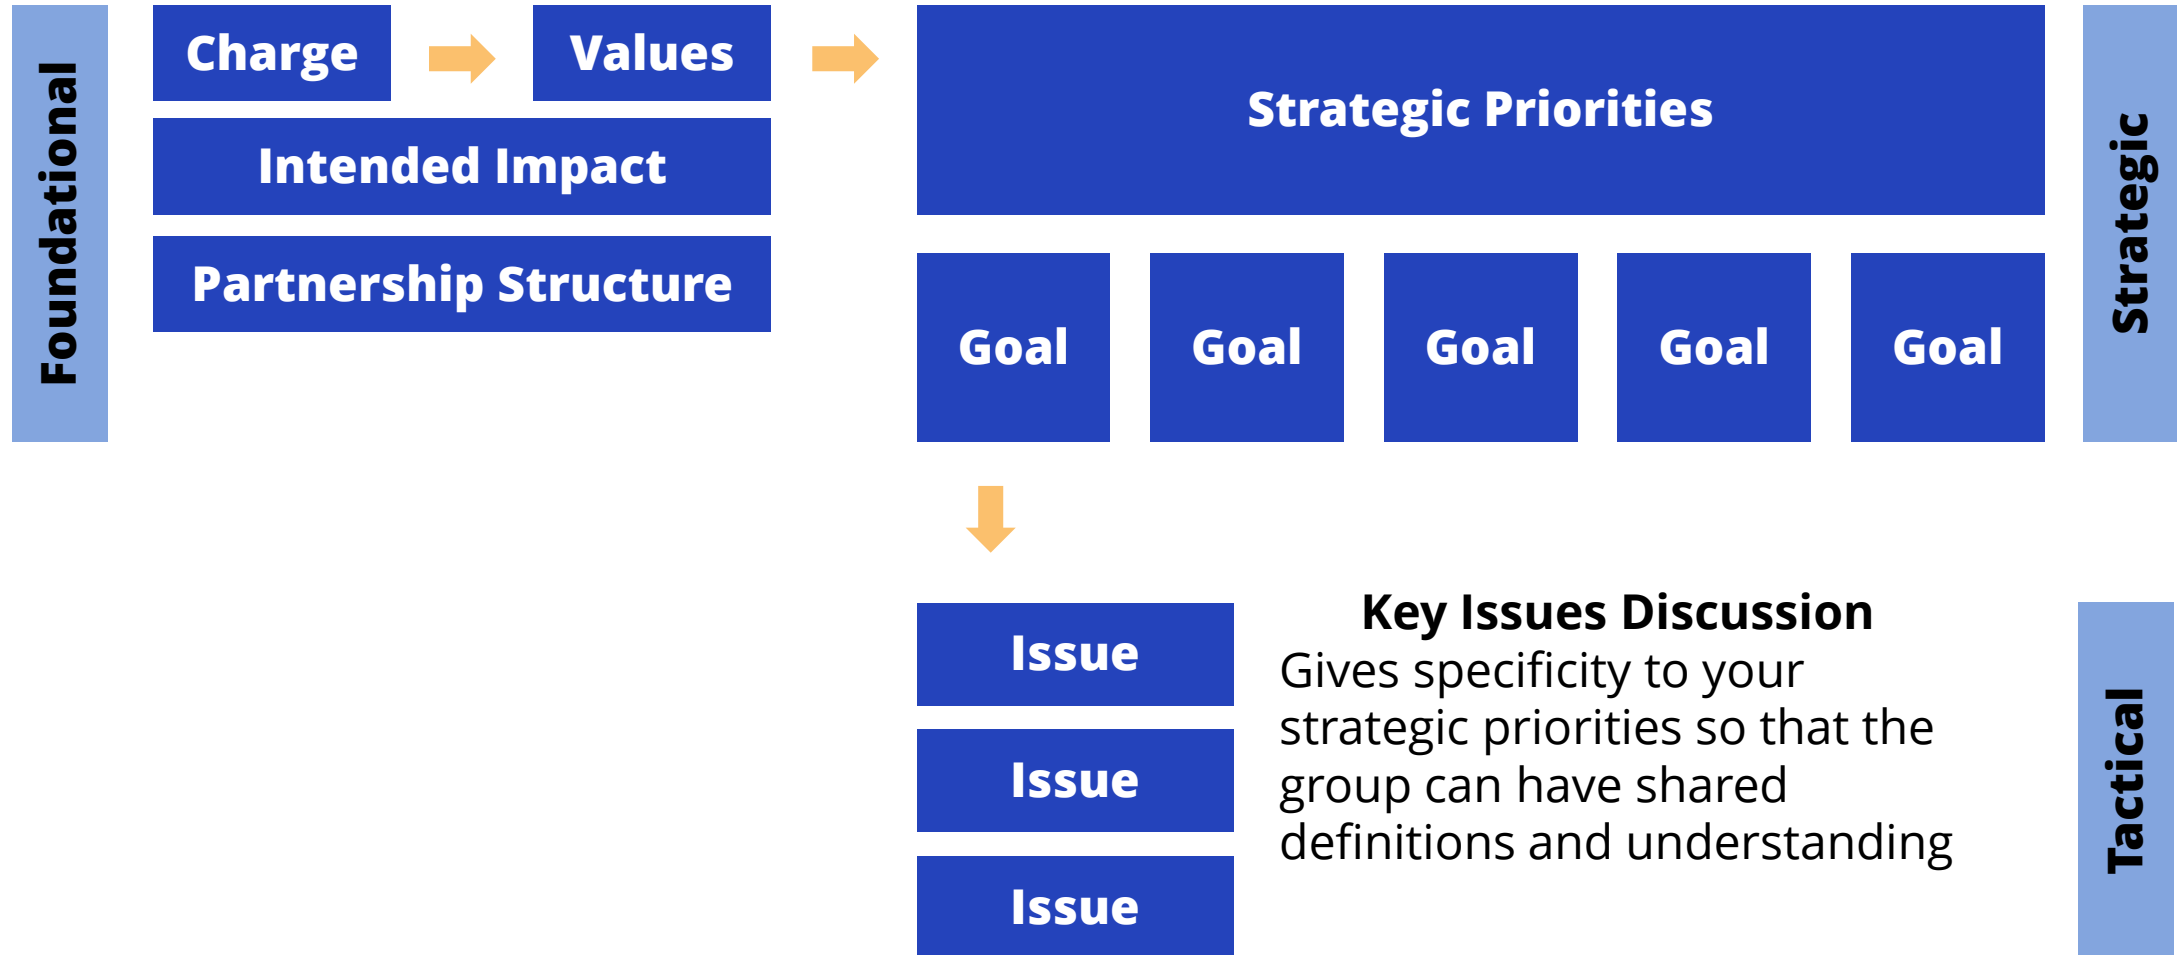 Foundational
Charge
Values
Intended Impact
Partnership Structure
Strategic Priorities
Goal
Goal
Goal
Goal
Goal
Strategic
Issue
Issue
Issue
Key Issues Discussion
Gives specificity to your
strategic priorities so that the
group can have shared
definitions and understanding
Tactical